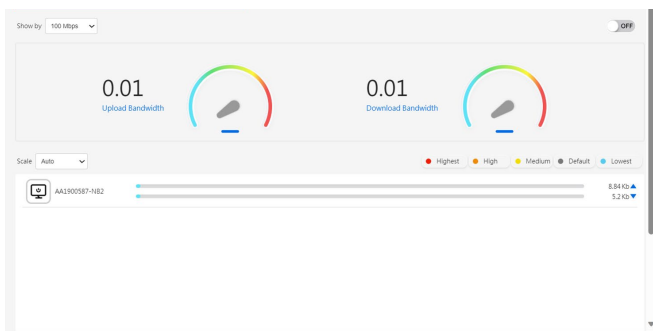 Show by 100 Mbps OFF
0.01 0.01
Upload Bandwidth Download Bandwidth
Scale Auto Highest High Medium Default Lowest
AA1900587-NB2 8.84 Kb
5.2 Kb